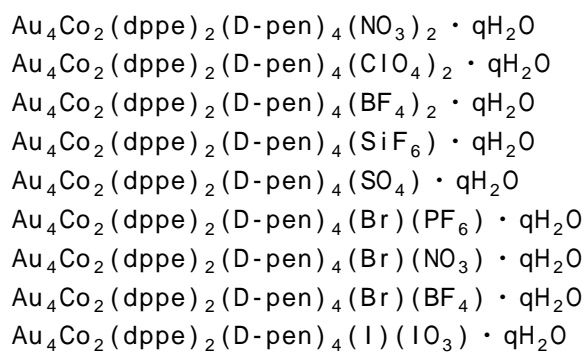 Au₄Co₂(dppe)₂(D-pen)₄(NO₃)₂・qH₂O
Au₄Co₂(dppe)₂(D-pen)₄(ClO₄)₂・qH₂O
Au₄Co₂(dppe)₂(D-pen)₄(BF₄)₂・qH₂O
Au₄Co₂(dppe)₂(D-pen)₄(SiF₆)・qH₂O
Au₄Co₂(dppe)₂(D-pen)₄(SO₄)・qH₂O
Au₄Co₂(dppe)₂(D-pen)₄(Br)(PF₆)・qH₂O
Au₄Co₂(dppe)₂(D-pen)₄(Br)(NO₃)・qH₂O
Au₄Co₂(dppe)₂(D-pen)₄(Br)(BF₄)・qH₂O
Au₄Co₂(dppe)₂(D-pen)₄(I)(IO₃)・qH₂O